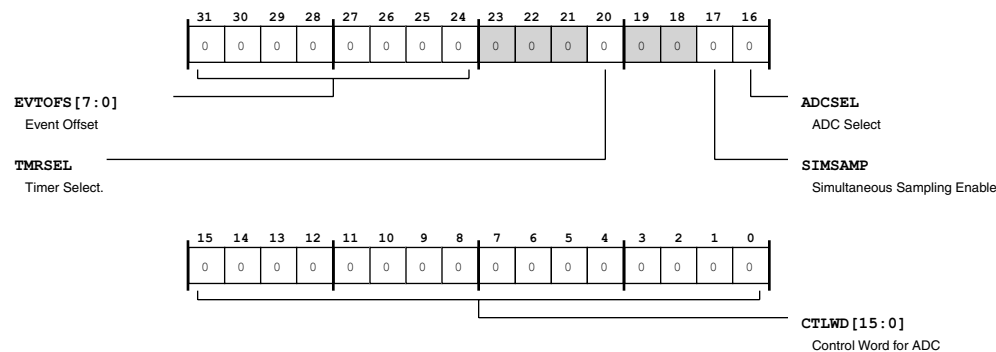 31 30 29 28 27 26 25 24 23 22 21 20 19 18 17 16
0 0 0 0 0 0 0 0 0 0 0 0 0 0 0 0
EVTOFS[7:0]
Event Offset
ADCSEL
ADC Select
TMRSEL
Timer Select.
SIMSAMP
Simultaneous Sampling Enable
15 14 13 12 11 10 9 8 7 6 5 4 3 2 1 0
0 0 0 0 0 0 0 0 0 0 0 0 0 0 0 0
CTLWD[15:0]
Control Word for ADC